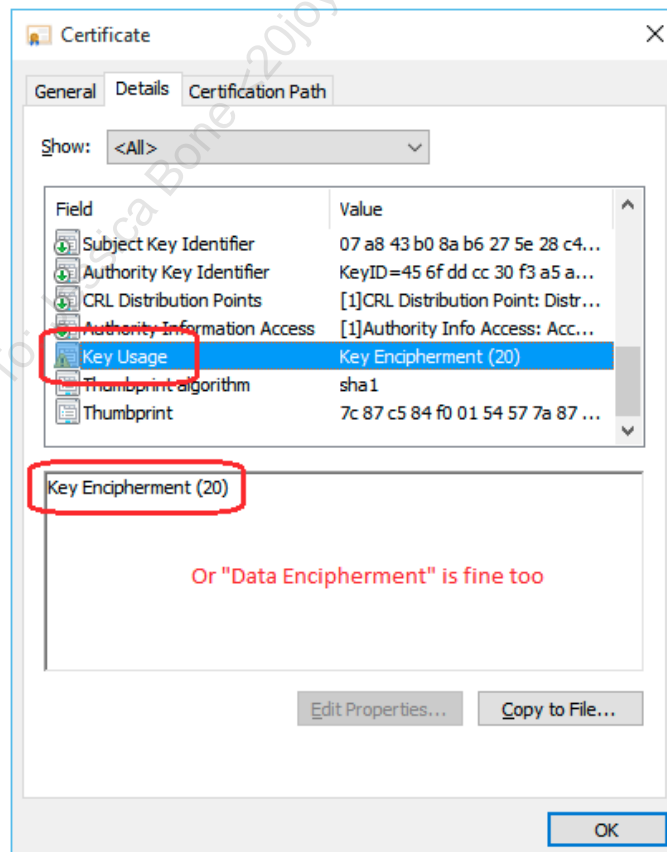 Certificate
General Details Certification Path
Show: <All>
Field Value
Subject Key Identifier 07 a8 43 b0 8a b6 27 5e 28 c4...
Authority Key Identifier KeyID=45 6f dd cc 30 f3 a5 a...
CRL Distribution Points [1]CRL Distribution Point: Distr...
Authority Information Access [1]Authority Info Access: Acc...
Key Usage Key Encipherment (20)
Thumbprint algorithm sha1
Thumbprint 7c 87 c5 84 f0 01 54 57 7a 87 ...
Key Encipherment (20)
Or "Data Encipherment" is fine too
Edit Properties... Copy to File...
OK